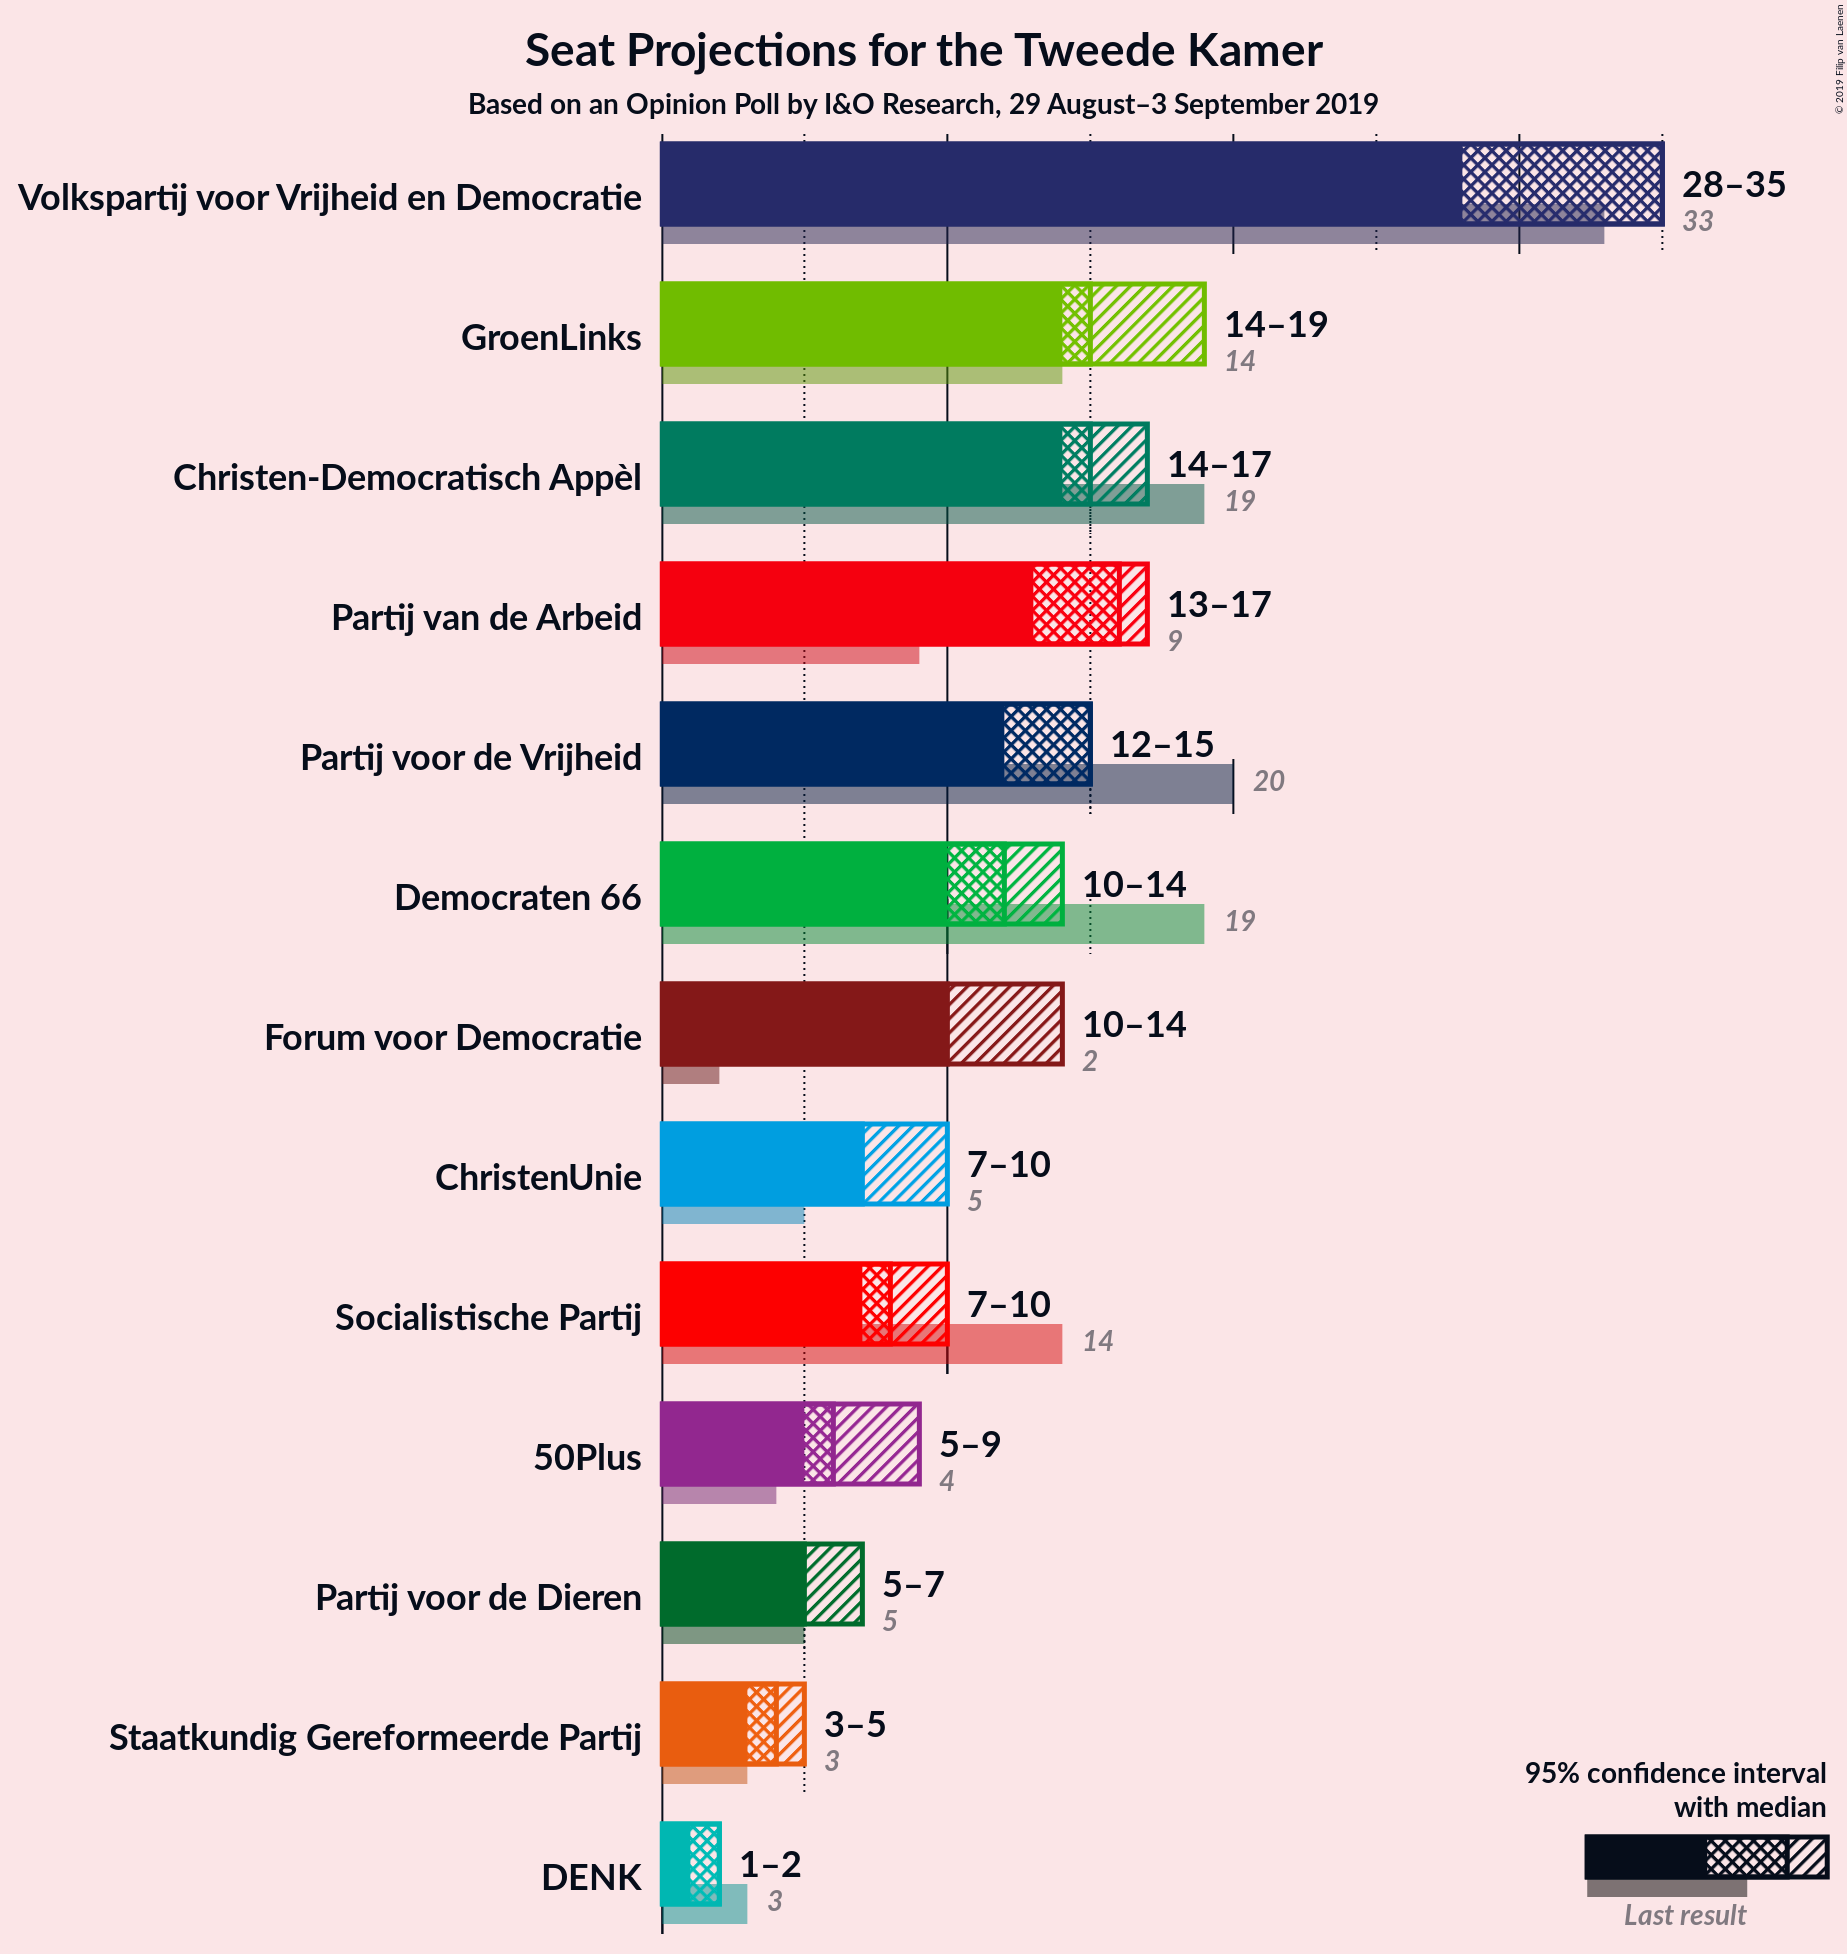 Seat Projections for the Tweede Kamer
Based on an Opinion Poll by I&O Research, 29 August–3 September 2019
© 2019 Filip van Laenen
Volkspartij voor Vrijheid en Democratie
28–35
33
GroenLinks
14–19
14
Christen-Democratisch Appèl
14–17
19
Partij van de Arbeid
13–17
9
Partij voor de Vrijheid
12–15
20
Democraten 66
10–14
19
Forum voor Democratie
10–14
2
ChristenUnie
7–10
5
Socialistische Partij
7–10
14
50Plus
5–9
4
Partij voor de Dieren
5–7
5
Staatkundig Gereformeerde Partij
3–5
3
DENK
1–2
3
95% confidence interval
with median
Last result